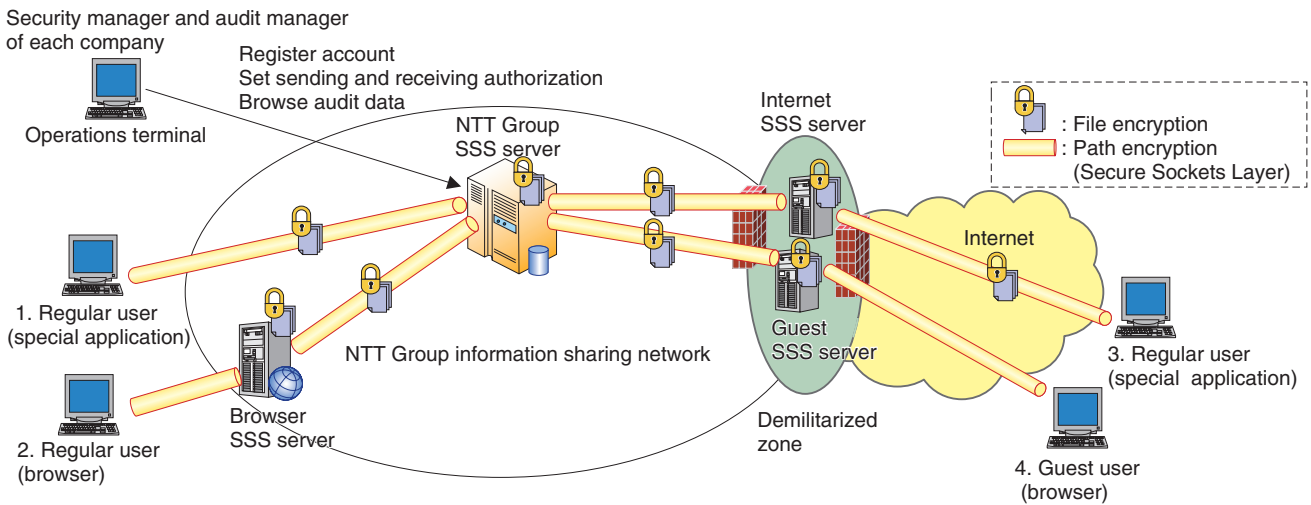 Security manager and audit manager
of each company
Operations terminal
Register account
Set sending and receiving authorization
Browse audit data
NTT Group
SSS server
Internet
SSS server
: File encryption
: Path encryption
(Secure Sockets Layer)
Internet
1. Regular user
(special application)
NTT Group information sharing network
Guest
SSS server
3. Regular user
(special application)
Browser
SSS server
Demilitarized
zone
2. Regular user
(browser)
4. Guest user
(browser)